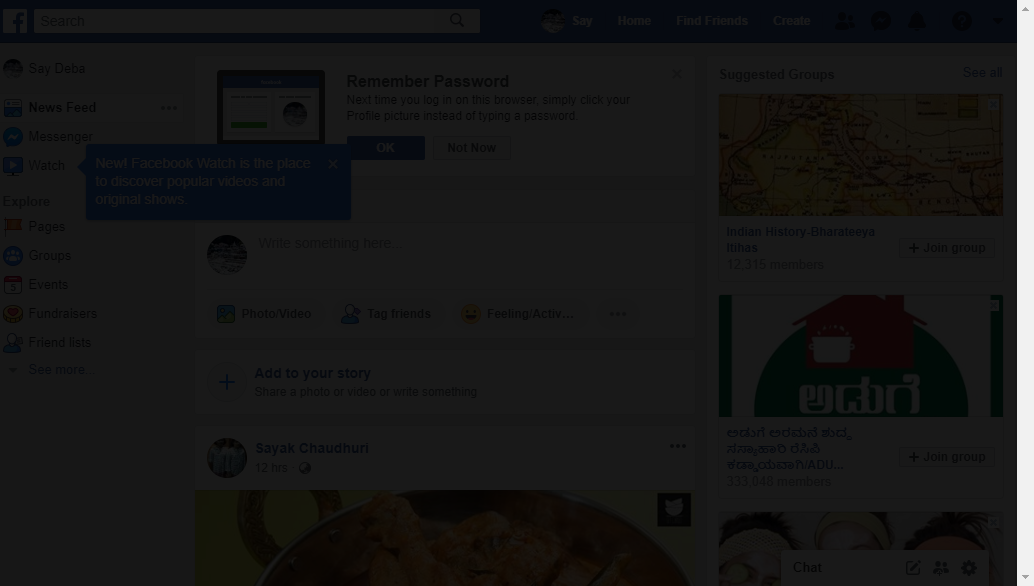 Search
Say
Home
Find Friends
Create
Say Deba
News Feed
Messenger
Watch
New! Facebook Watch is the place
to discover popular videos and
original shows.
Explore
Pages
Groups
Events
Fundraisers
Friend lists
See more...
Remember Password
Next time you log in on this browser, simply click your
Profile picture instead of typing a password.
OK
Not Now
Write something here...
Photo/Video
Tag friends
Feeling/Activ...
Add to your story
Share a photo or video or write something
Sayak Chaudhuri
12 hrs
Suggested Groups
See all
Indian History-Bharateeya
Itihas
12,315 members
Join group
ಅಡುಗೆ
ಅಡುಗೆ ಅರಮನೆ ಶುದ್ಧ
ಸಸ್ಯಾಹಾರಿ ರೆಸಿಪಿ
ಕಡ್ಡಾಯವಾಗಿ/ADU...
333,648 members
Join group
Chat